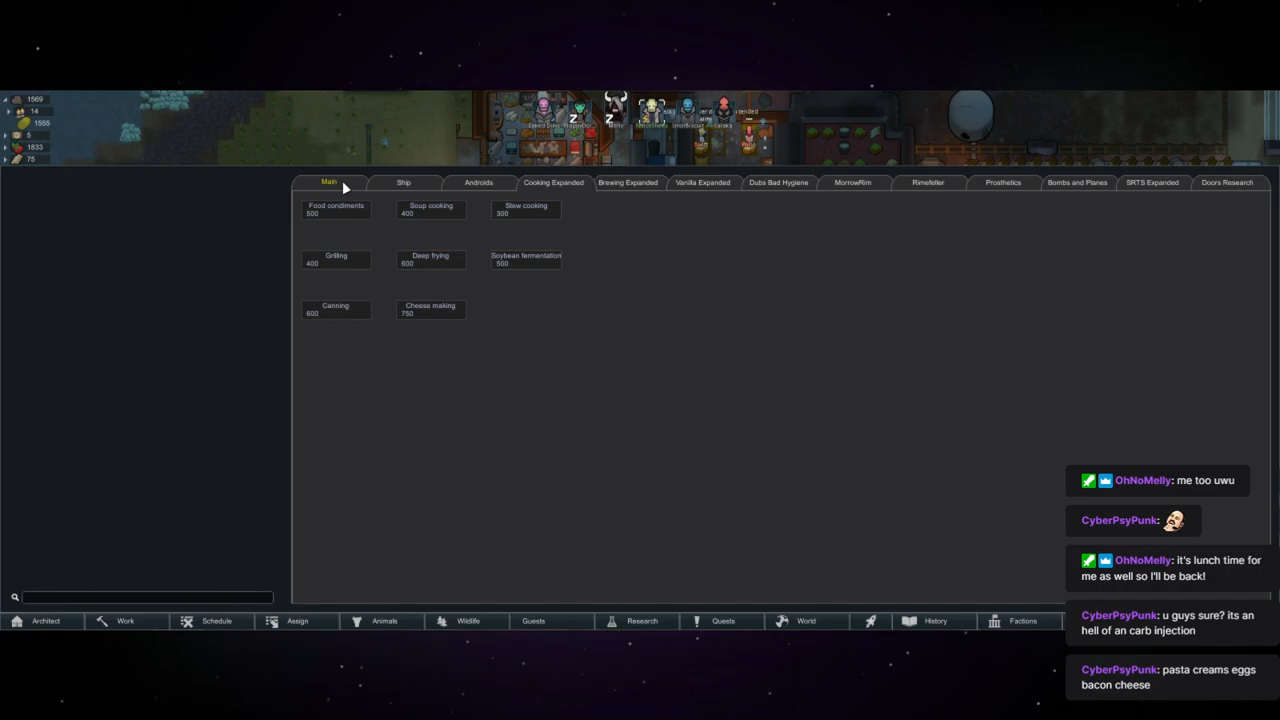 1569
14
1555
5
1833
75
Z
Z
Melly
Main
Ship
Androids
Cooking Expanded
Brewing Expanded
Vanilla Expanded
Dubs Bad Hygiene
MorrowRim
Rimefeller
Prosthetics
Bombs and Planes
SRTS Expanded
Doors Research
Food condiments
500
Soup cooking
400
Stew cooking
300
Grilling
400
Deep frying
600
Soybean fermentation
500
Canning
600
Cheese making
750
OhNoMelly: me too uwu
CyberPsyPunk:
OhNoMelly: it's lunch time for
me as well so I'll be back!
CyberPsyPunk: u guys sure? its an
hell of an carb injection
CyberPsyPunk: pasta creams eggs
bacon cheese
Architect
Work
Schedule
Assign
Animals
Wildlife
Guests
Research
Quests
World
History
Factions